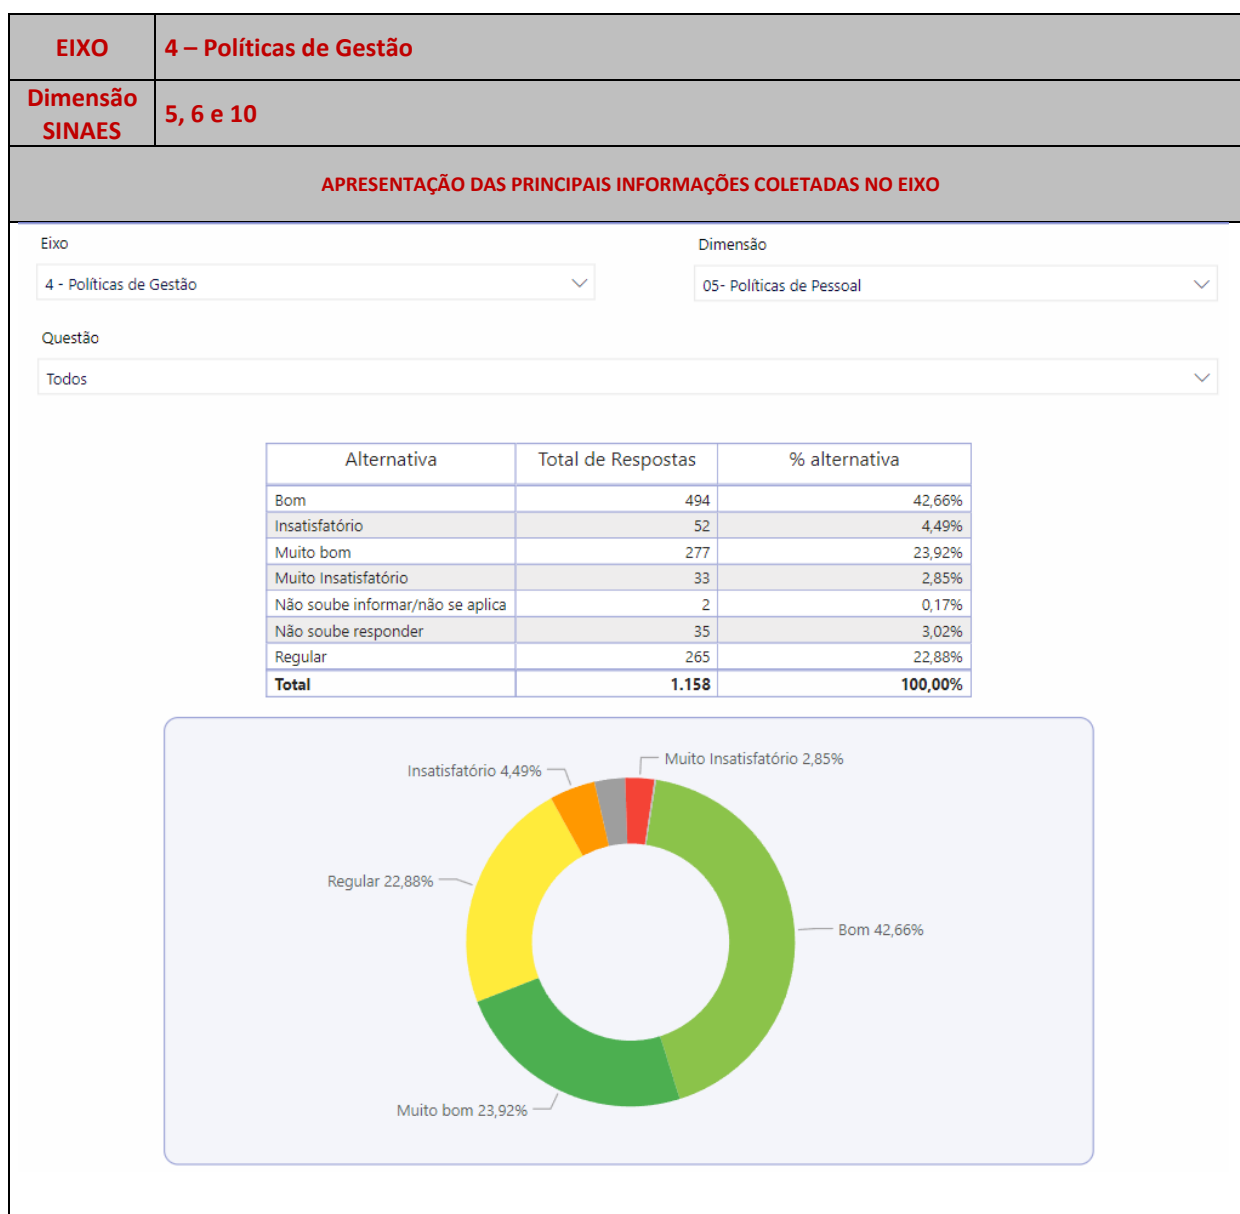 EIXO 4 – Políticas de Gestão
Dimensão
SINAES
5, 6 e 10
APRESENTAÇÃO DAS PRINCIPAIS INFORMAÇÕES COLETADAS NO EIXO
Eixo Dimensão
4 - Políticas de Gestão 05- Políticas de Pessoal
Questão
Todos
Alternativa Total de Respostas % alternativa
Bom 494 42,66%
Insatisfatório 52 4,49%
Muito bom 277 23,92%
Muito Insatisfatório 33 2,85%
Não soube informar/não se aplica 2 0,17%
Não soube responder 35 3,02%
Regular 265 22,88%
Total 1.158 100,00%
Muito Insatisfatório 2,85%
Insatisfatório 4,49%
Regular 22,88%
Bom 42,66%
Muito bom 23,92%